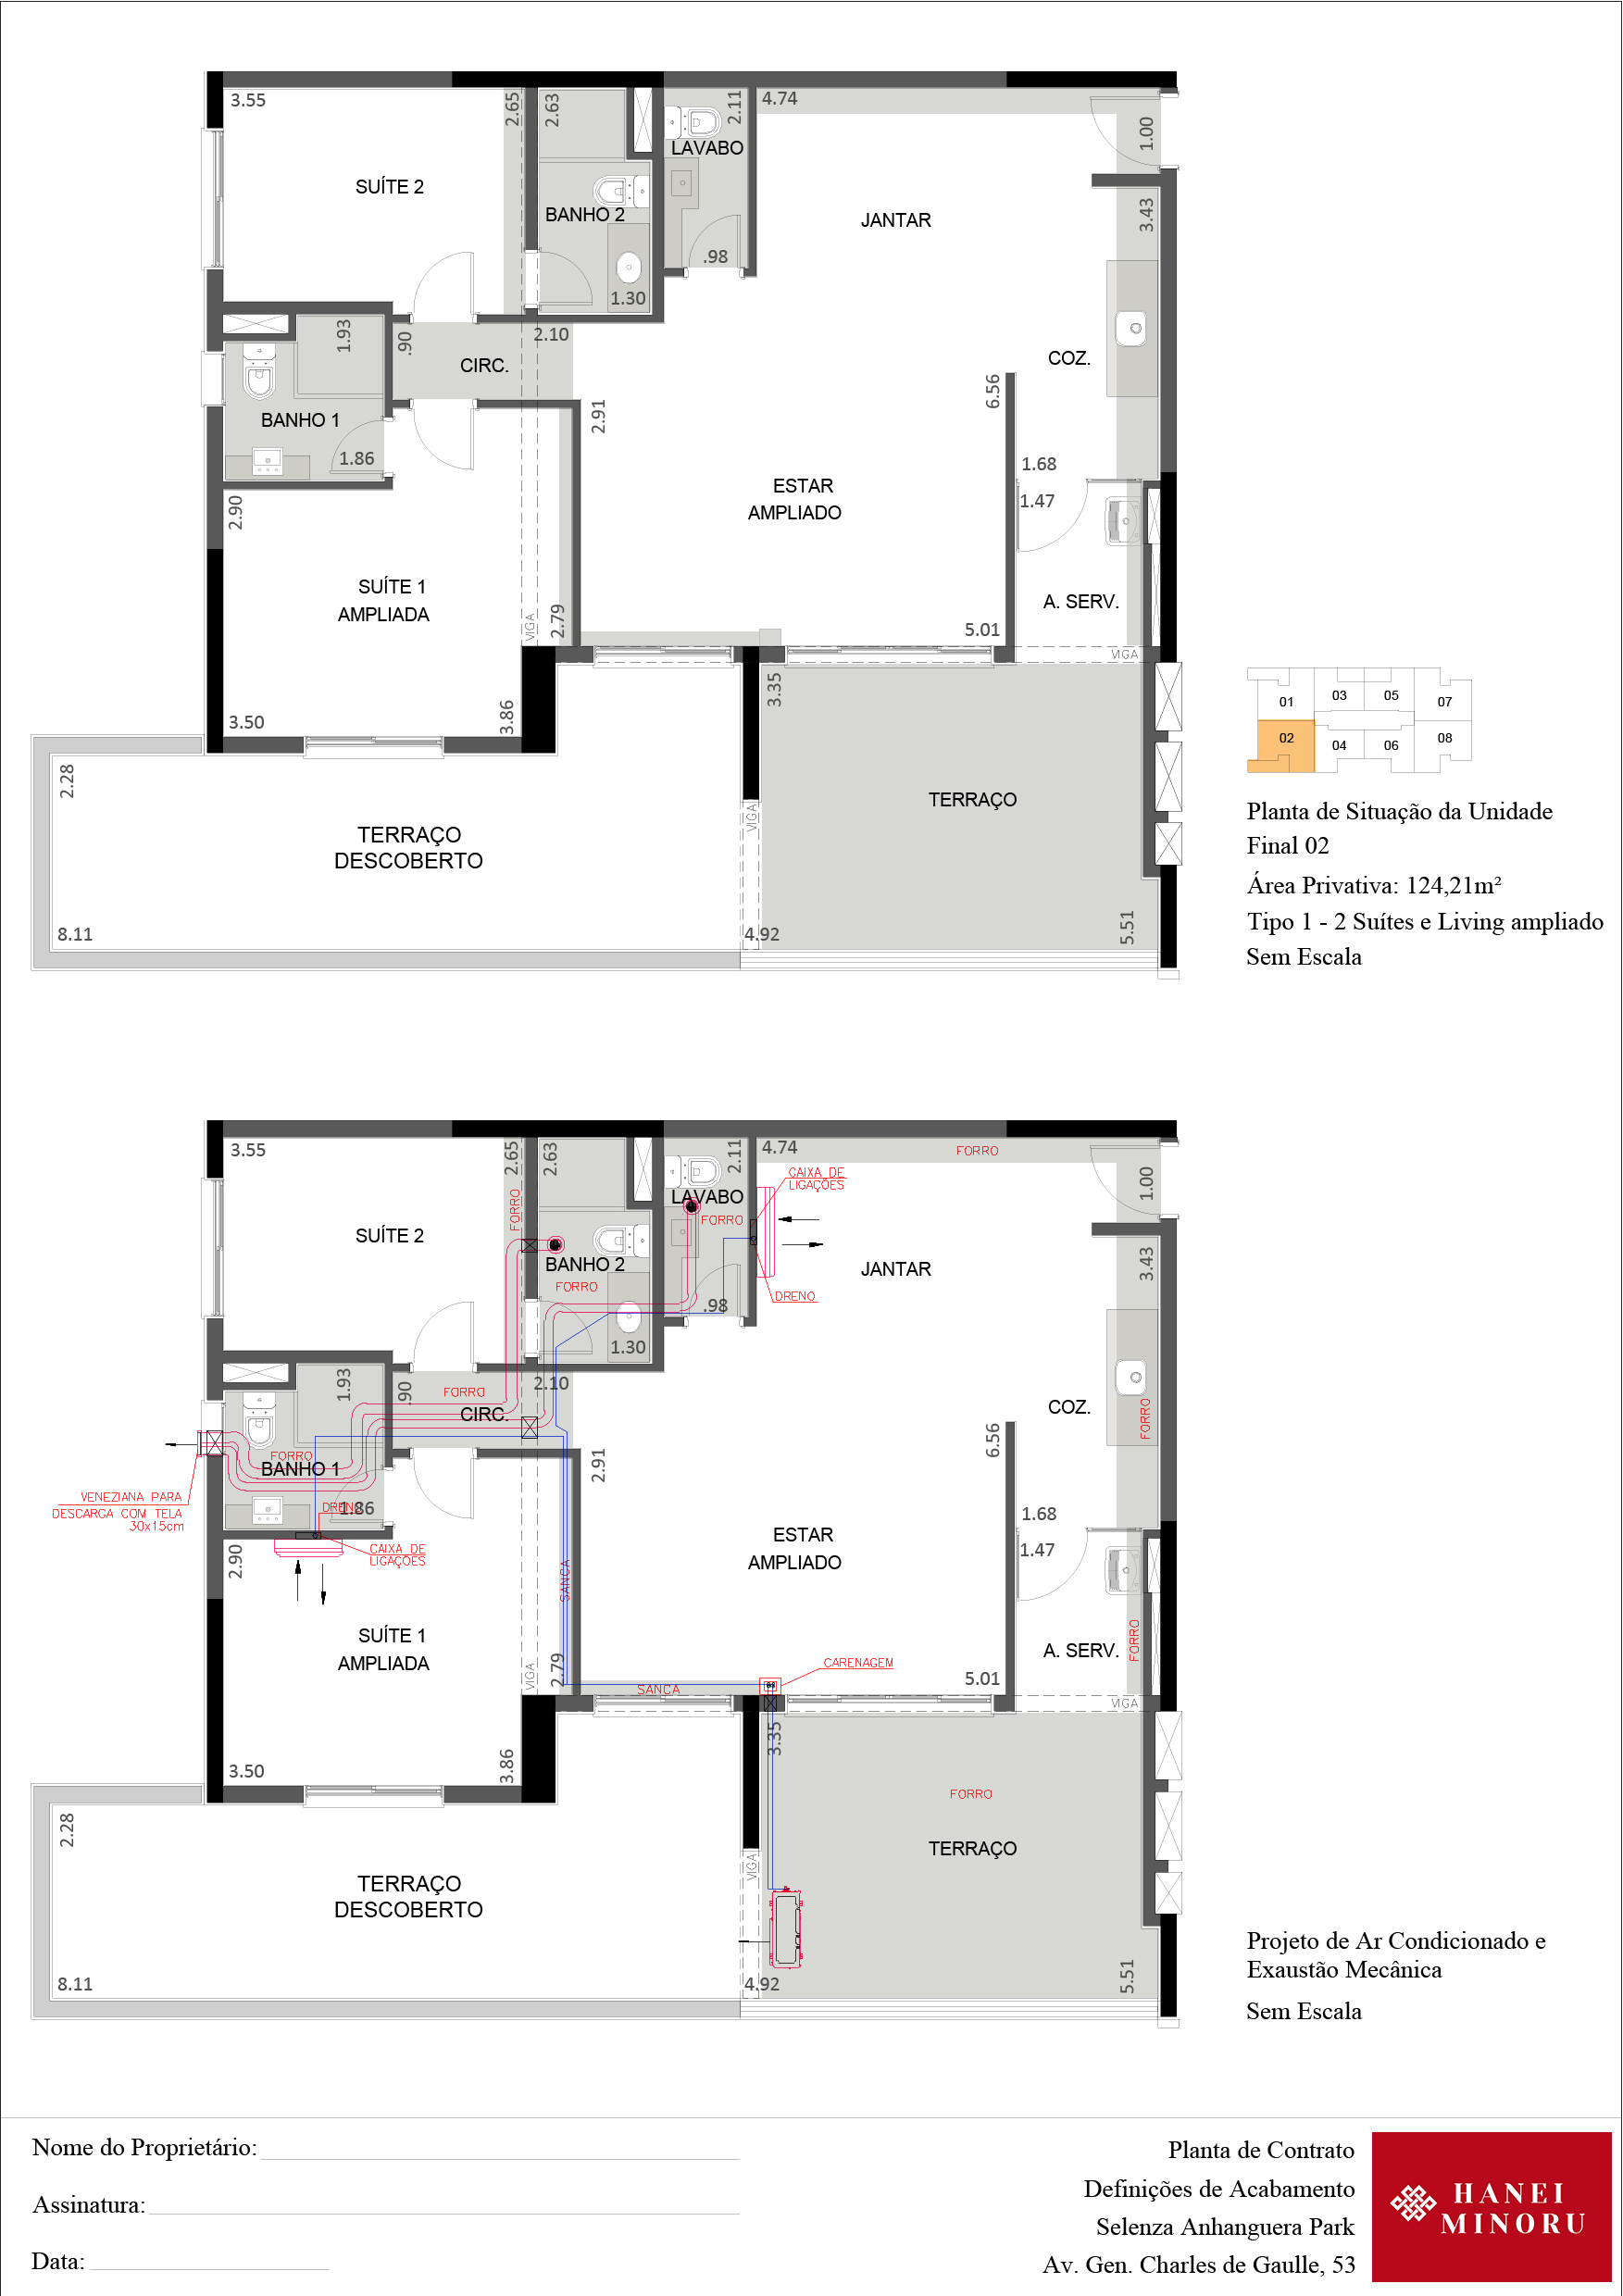 3.55
2.65
2.63
2.11
4.74
1.00
LAVABO
SUÍTE 2
BANHO 2
JANTAR
3.43
.98
1.30
1.93
.90
2.10
CIRC.
COZ.
6.56
2.91
BANHO 1
1.86
1.68
1.47
2.90
ESTAR
AMPLIADO
SUÍTE 1
AMPLIADA
A. SERV.
2.79
VIGA
5.01
VIGA
3.35
3.50
3.86
2.28
TERRAÇO
VIGA
TERRAÇO
DESCOBERTO
8.11
4.92
5.51
01
03
05
07
02
04
06
08
Planta de Situação da Unidade
Final 02
Área Privativa: 124,21m²
Tipo 1 - 2 Suítes e Living ampliado
Sem Escala
3.55
2.65
2.63
2.11
4.74
FORRO
CAIXA DE
LIGAÇÕES
1.00
LAVABO
FORRO
FORRO
SUÍTE 2
BANHO 2
FORRO
JANTAR
3.43
DRENO
.98
1.30
1.93
.90
FORRO
2.10
CIRC.
COZ.
FORRO
6.56
2.91
FORRO
BANHO 1
VENEZIANA PARA
DESCARGA COM TELA
30x15cm
DRENO
1.86
1.68
1.47
CAIXA DE
LIGAÇÕES
2.90
ESTAR
AMPLIADO
SANCA
SUÍTE 1
AMPLIADA
A. SERV.
FORRO
CARENAGEM
2.79
VIGA
SANCA
5.01
VIGA
3.35
3.50
3.86
FORRO
2.28
TERRAÇO
VIGA
TERRAÇO
DESCOBERTO
8.11
4.92
5.51
Projeto de Ar Condicionado e
Exaustão Mecânica
Sem Escala
Nome do Proprietário:
Assinatura:
Data:
Planta de Contrato
Definições de Acabamento
Selenza Anhanguera Park
Av. Gen. Charles de Gaulle, 53
HANEI
MINORU